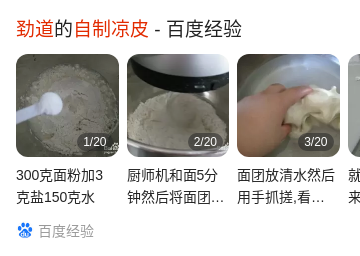 劲道的自制凉皮 - 百度经验
1/20
2/20
3/20
300克面粉加3
克盐150克水
厨师机和面5分
钟然后将面团…
面团放清水然后
用手抓搓,看…
就
来
百度经验